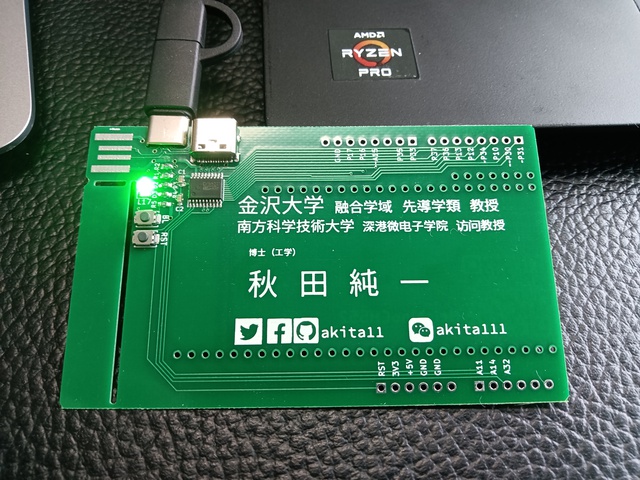 AMD
RYZEN
PRO
金沢大学 融合学域 先導学類 教授
南方科学技術大学 深港微电子学院 访问教授
博士（工学）
秋田純一
akita11 akita111
RST
3V3
+5V
GND
GND
A11
A14
A32
RST